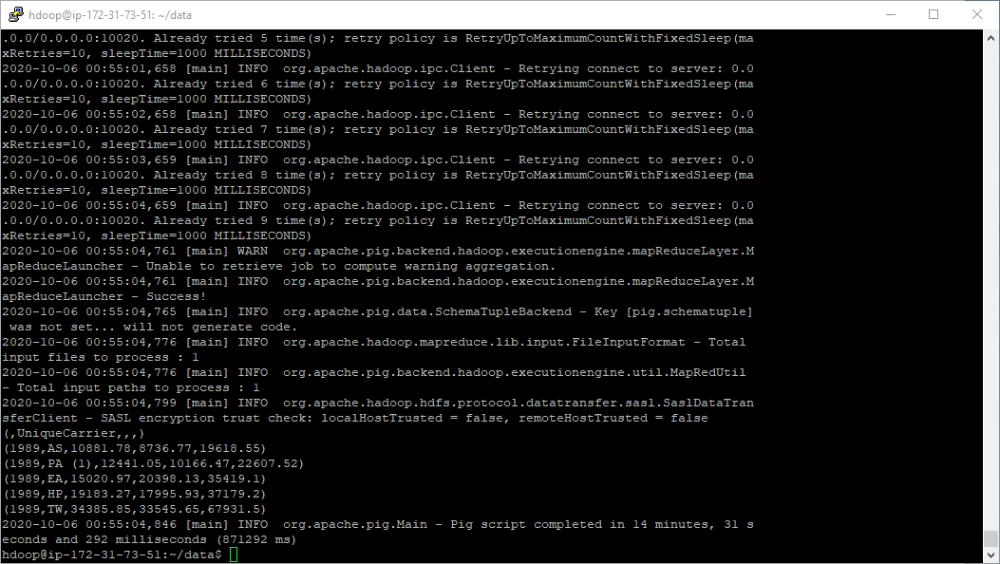 hdoop@ip-172-31-73-51: ~/data
.0.0/0.0.0.0:10020. Already tried 5 time(s); retry policy is RetryUpToMaximumCountWithFixedSleep(ma
xRetries=10, sleepTime=1000 MILLISECONDS)
2020-10-06 00:55:01,658 [main] INFO  org.apache.hadoop.ipc.Client - Retrying connect to server: 0.0
.0.0/0.0.0.0:10020. Already tried 6 time(s); retry policy is RetryUpToMaximumCountWithFixedSleep(ma
xRetries=10, sleepTime=1000 MILLISECONDS)
2020-10-06 00:55:02,658 [main] INFO  org.apache.hadoop.ipc.Client - Retrying connect to server: 0.0
.0.0/0.0.0.0:10020. Already tried 7 time(s); retry policy is RetryUpToMaximumCountWithFixedSleep(ma
xRetries=10, sleepTime=1000 MILLISECONDS)
2020-10-06 00:55:03,659 [main] INFO  org.apache.hadoop.ipc.Client - Retrying connect to server: 0.0
.0.0/0.0.0.0:10020. Already tried 8 time(s); retry policy is RetryUpToMaximumCountWithFixedSleep(ma
xRetries=10, sleepTime=1000 MILLISECONDS)
2020-10-06 00:55:04,659 [main] INFO  org.apache.hadoop.ipc.Client - Retrying connect to server: 0.0
.0.0/0.0.0.0:10020. Already tried 9 time(s); retry policy is RetryUpToMaximumCountWithFixedSleep(ma
xRetries=10, sleepTime=1000 MILLISECONDS)
2020-10-06 00:55:04,761 [main] WARN  org.apache.pig.backend.hadoop.executionengine.mapReduceLayer.M
apReduceLauncher - Unable to retrieve job to compute warning aggregation.
2020-10-06 00:55:04,761 [main] INFO  org.apache.pig.backend.hadoop.executionengine.mapReduceLayer.M
apReduceLauncher - Success!
2020-10-06 00:55:04,765 [main] INFO  org.apache.pig.data.SchemaTupleBackend - Key [pig.schematuple]
 was not set... will not generate code.
2020-10-06 00:55:04,776 [main] INFO  org.apache.hadoop.mapreduce.lib.input.FileInputFormat - Total
input files to process : 1
2020-10-06 00:55:04,776 [main] INFO  org.apache.pig.backend.hadoop.executionengine.util.MapRedUtil
- Total input paths to process : 1
2020-10-06 00:55:04,799 [main] INFO  org.apache.hadoop.hdfs.protocol.datatransfer.sasl.SaslDataTran
sferClient - SASL encryption trust check: localHostTrusted = false, remoteHostTrusted = false
(,UniqueCarrier,,,)
(1989,AS,10881.78,8736.77,19618.55)
(1989,PA (1),12441.05,10166.47,22607.52)
(1989,EA,15020.97,20398.13,35419.1)
(1989,HP,19183.27,17995.93,37179.2)
(1989,TW,34385.85,33545.65,67931.5)
2020-10-06 00:55:04,846 [main] INFO  org.apache.pig.Main - Pig script completed in 14 minutes, 31 s
econds and 292 milliseconds (871292 ms)
hdoop@ip-172-31-73-51:~/data$